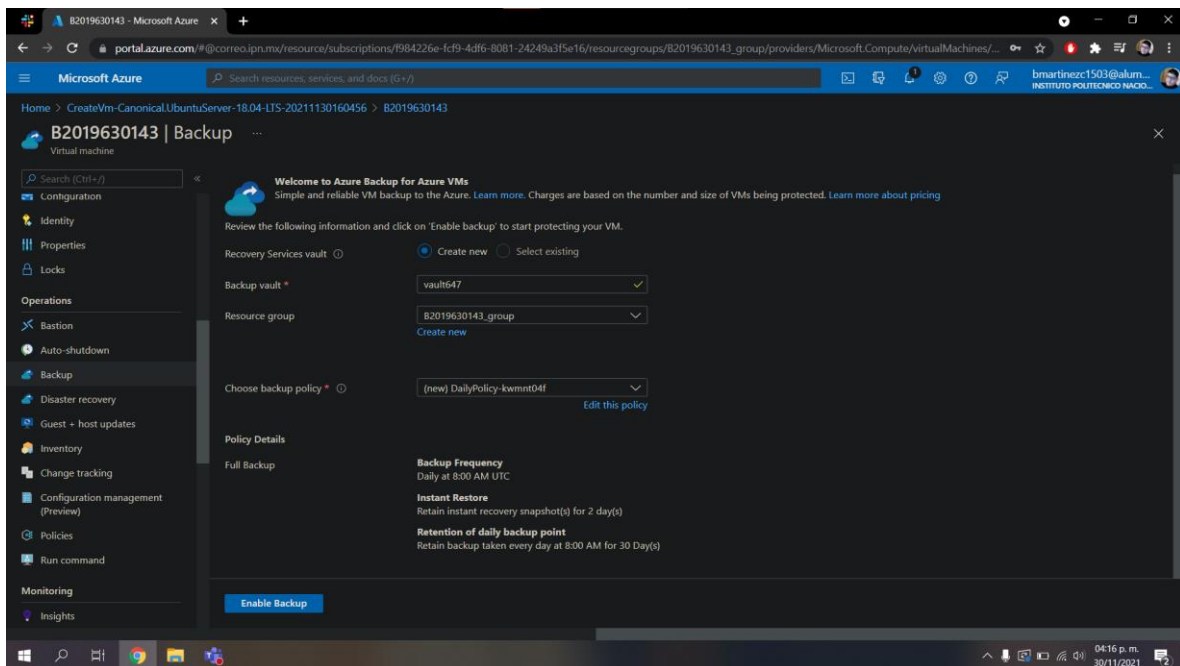 B2019630143 - Microsoft Azure
portal.azure.com/#@correo.ipn.mx/resource/subscriptions/f984226e-fcf9-4df6-8081-24249a3f5e16/resourcegroups/B2019630143_group/providers/Microsoft.Compute/virtualMachines/...
Microsoft Azure
Search resources, services, and docs (G+/)
bmartinezc1503@alum...
INSTITUTO POLITECNICO NACIO...
Home > CreateVm-Canonical.UbuntuServer-18.04-LTS-20211130160456 > B2019630143
B2019630143 | Backup ...
Virtual machine
Search (Ctrl+/)
Configuration
Identity
Properties
Locks
Operations
Bastion
Auto-shutdown
Backup
Disaster recovery
Guest + host updates
Inventory
Change tracking
Configuration management
(Preview)
Policies
Run command
Monitoring
Insights
Welcome to Azure Backup for Azure VMs
Simple and reliable VM backup to the Azure. Learn more. Charges are based on the number and size of VMs being protected. Learn more about pricing
Review the following information and click on 'Enable backup' to start protecting your VM.
Recovery Services vault
Create new
Select existing
Backup vault *
vault647
Resource group
B2019630143_group
Create new
Choose backup policy *
(new) DailyPolicy-kwmnt04f
Edit this policy
Policy Details
Full Backup
Backup Frequency
Daily at 8:00 AM UTC
Instant Restore
Retain instant recovery snapshot(s) for 2 day(s)
Retention of daily backup point
Retain backup taken every day at 8:00 AM for 30 Day(s)
Enable Backup
04:16 p. m.
30/11/2021